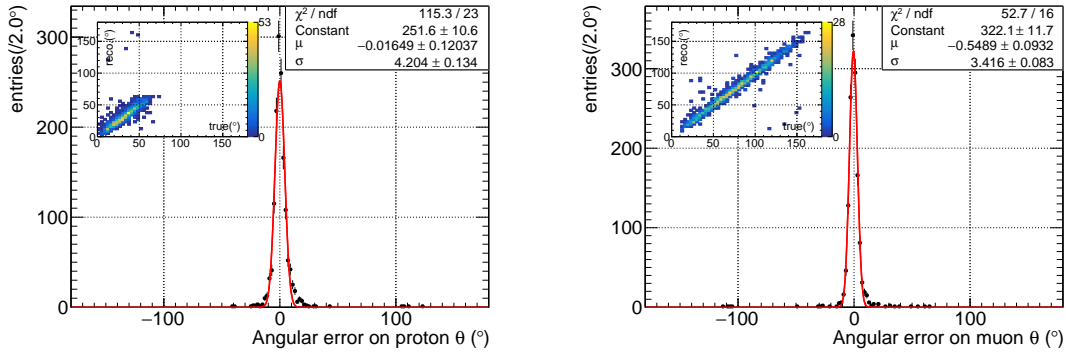 χ² / ndf 115.3 / 23
Constant 251.6 ± 10.6
μ −0.01649 ± 0.12037
σ 4.204 ± 0.134
entries(/2.0°)
300
200
100
0
−100 0 100
Angular error on proton θ (°)
reco.(°)
150
100
50
0
0 50 100 150
true(°)
53
0
χ² / ndf 52.7 / 16
Constant 322.1 ± 11.7
μ −0.5489 ± 0.0932
σ 3.416 ± 0.083
entries(/2.0°)
300
200
100
0
−100 0 100
Angular error on muon θ (°)
reco.(°)
150
100
50
0
0 50 100 150
true(°)
28
0